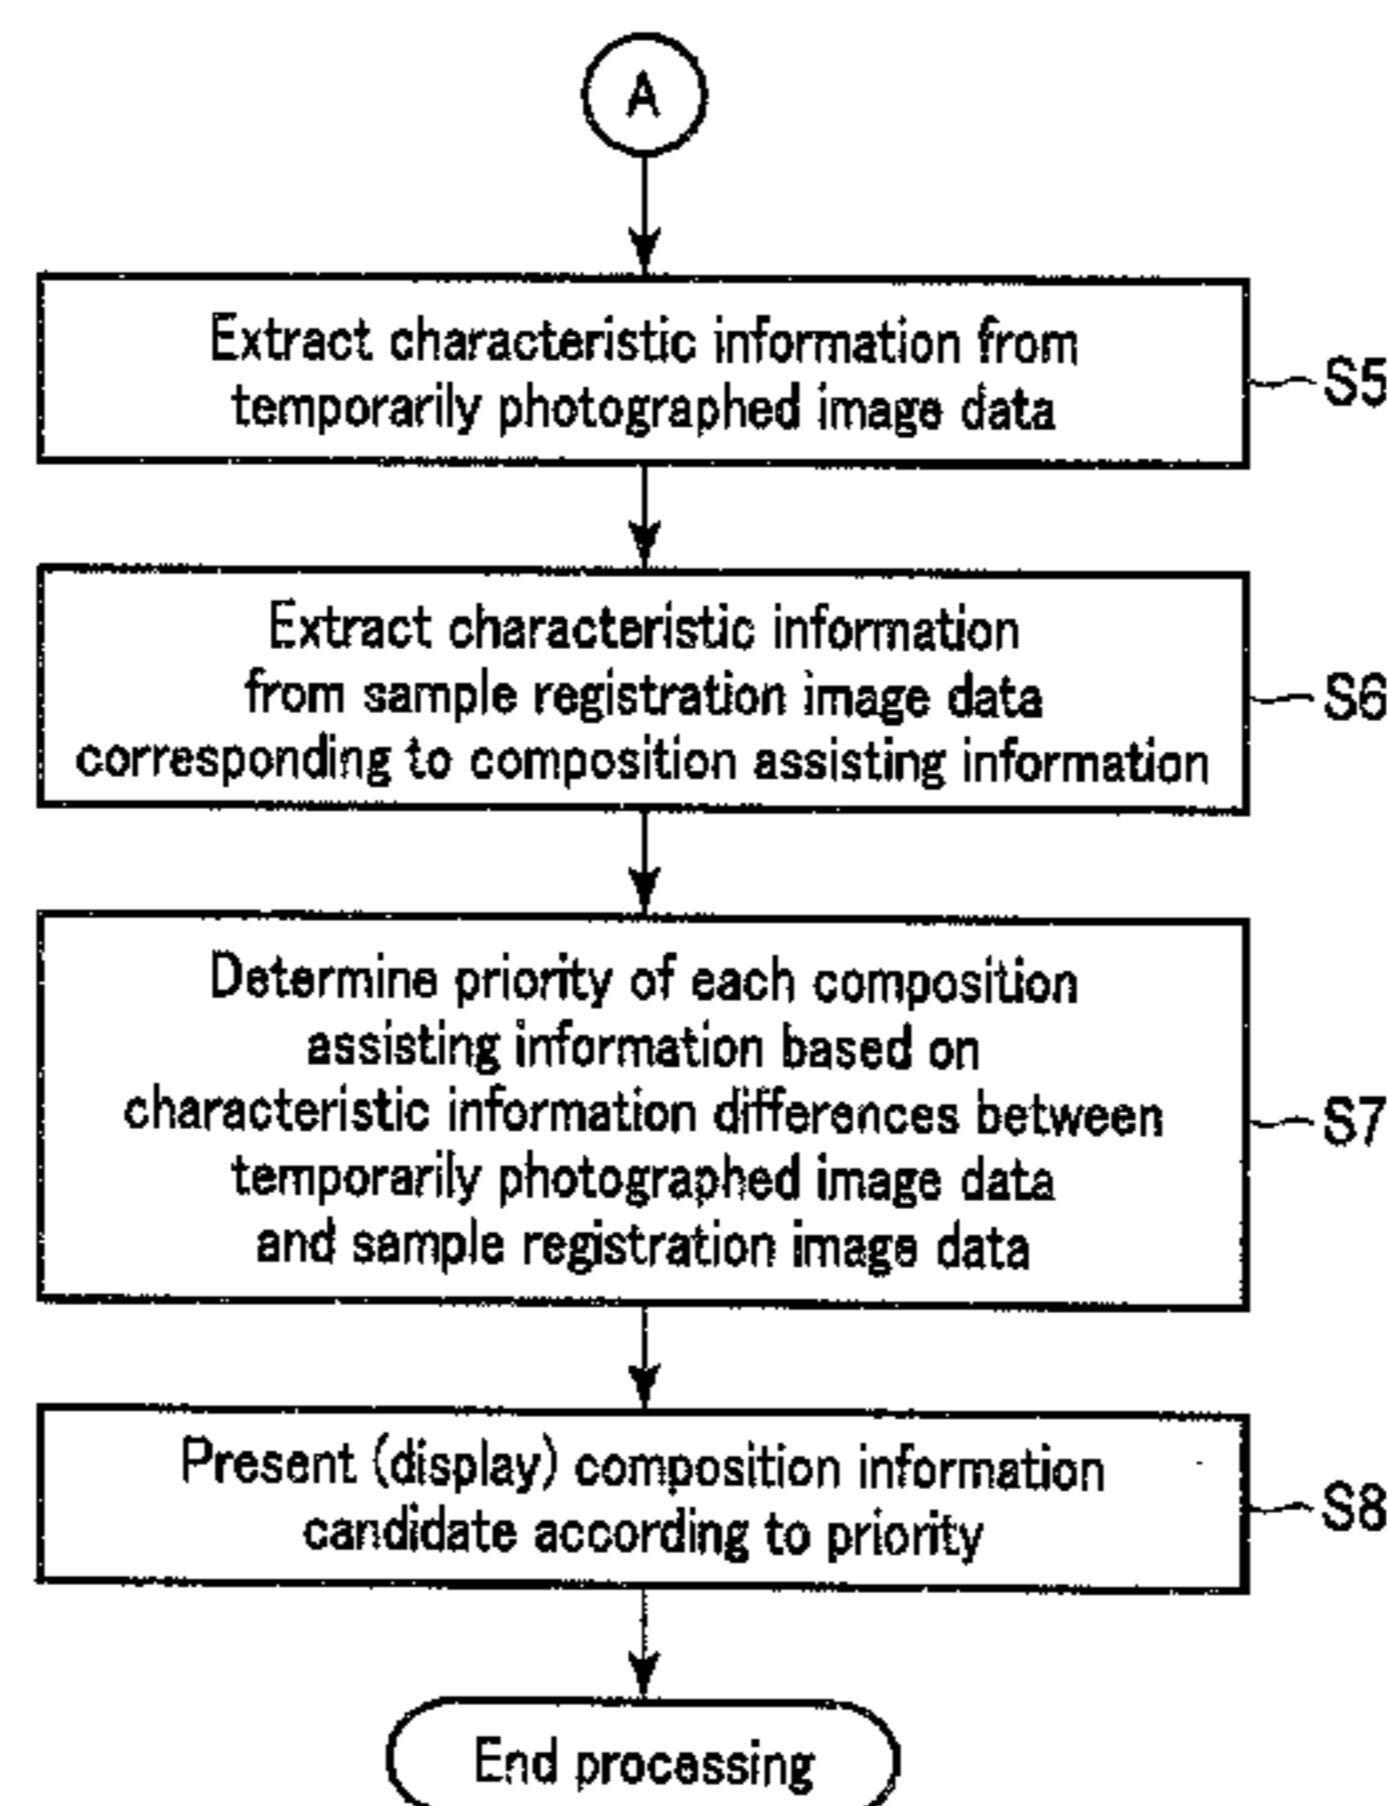 A
Extract characteristic information from
temporarily photographed image data
S5
Extract characteristic information
from sample registration image data
corresponding to composition assisting information
S6
Determine priority of each composition
assisting information based on
characteristic information differences between
temporarily photographed image data
and sample registration image data
S7
Present (display) composition information
candidate according to priority
S8
End processing